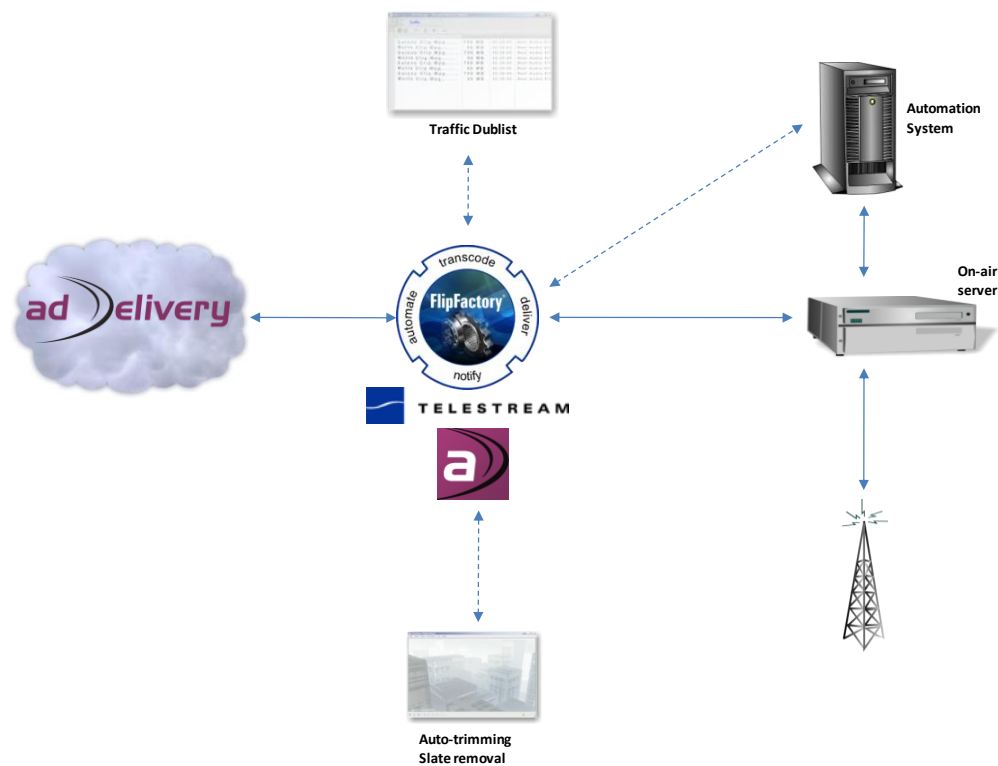 Traffic Dublist
Automation
System
On-air
server
ad Delivery
transcode
automate
FlipFactory
deliver
notify
TELESTREAM
a
Auto-trimming
Slate removal